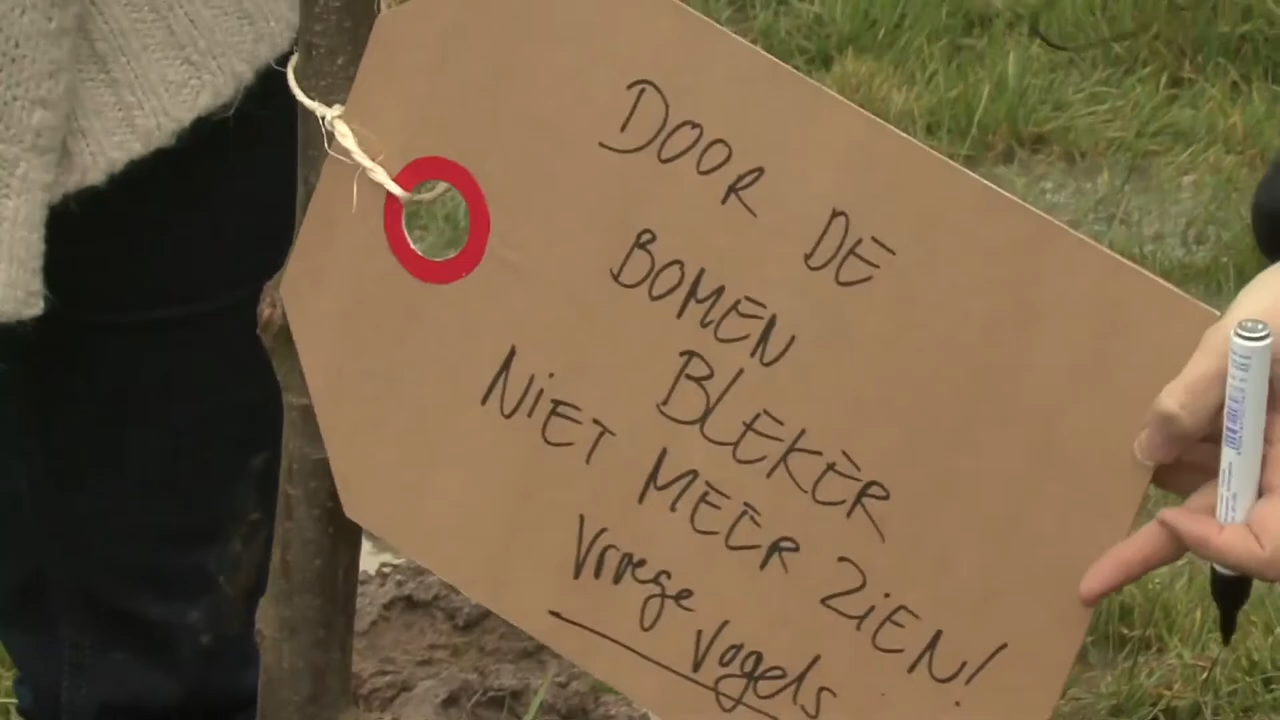 DOOR DE
BOMEN
BLEKER
NIET MEER ZIEN!
Vroege Vogels